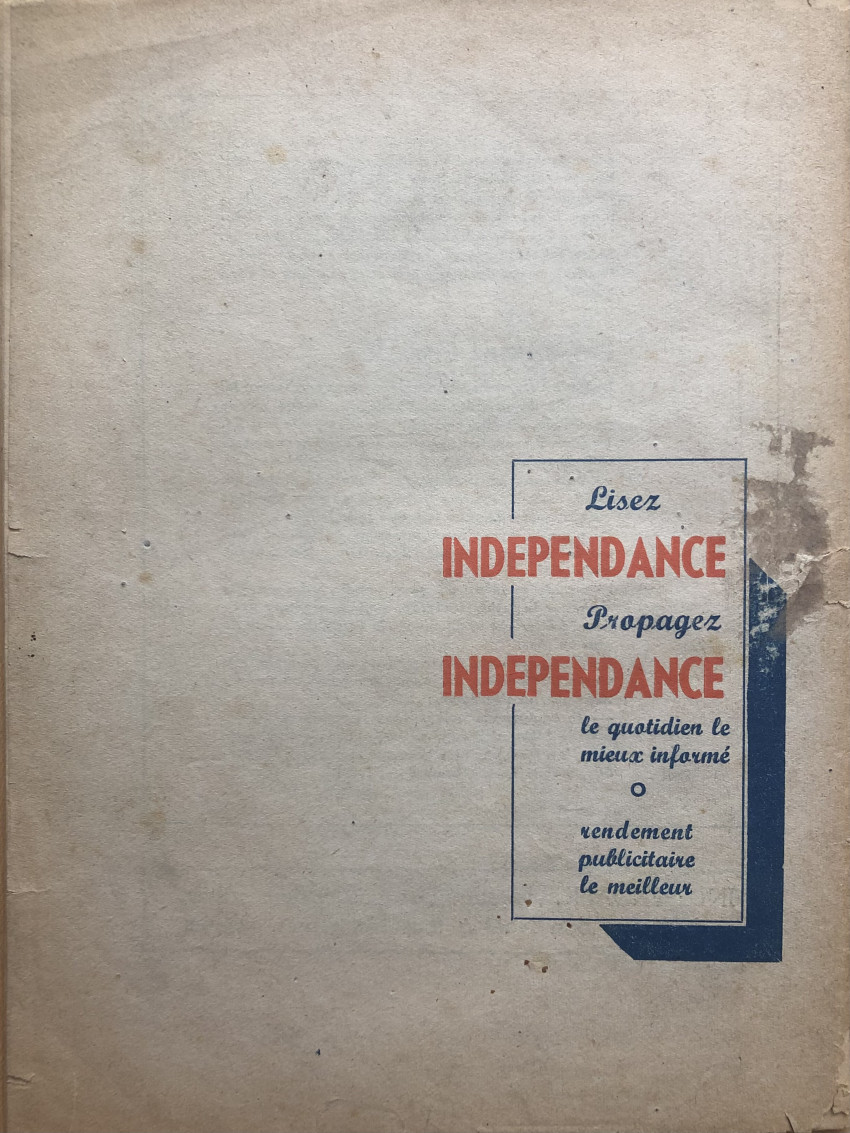 Lisez
INDEPENDANCE
Propagez
INDEPENDANCE
le quotidien le
mieux informé
rendement
publicitaire
le meilleur